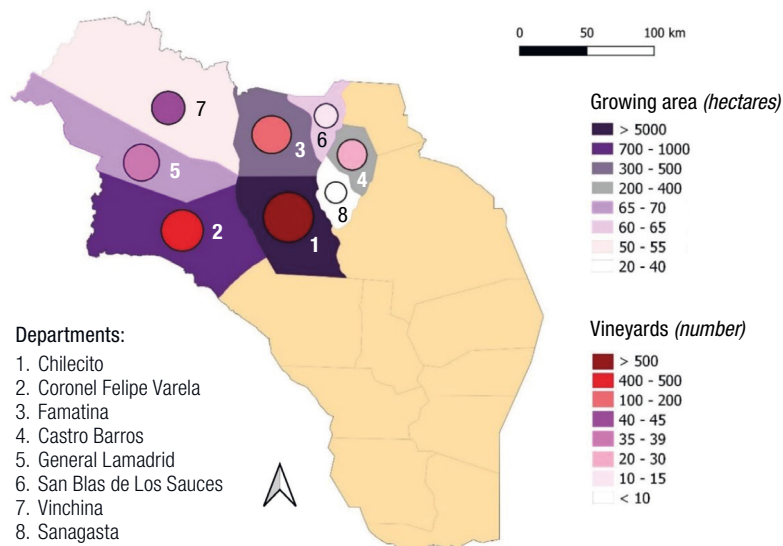 0 50 100 km
Growing area (hectares)
> 5000
700 - 1000
300 - 500
200 - 400
65 - 70
60 - 65
50 - 55
20 - 40
7
6
3
5
4
8
2
1
Vineyards (number)
> 500
400 - 500
100 - 200
40 - 45
35 - 39
20 - 30
10 - 15
< 10
Departments:
1. Chilecito
2. Coronel Felipe Varela
3. Famatina
4. Castro Barros
5. General Lamadrid
6. San Blas de Los Sauces
7. Vinchina
8. Sanagasta